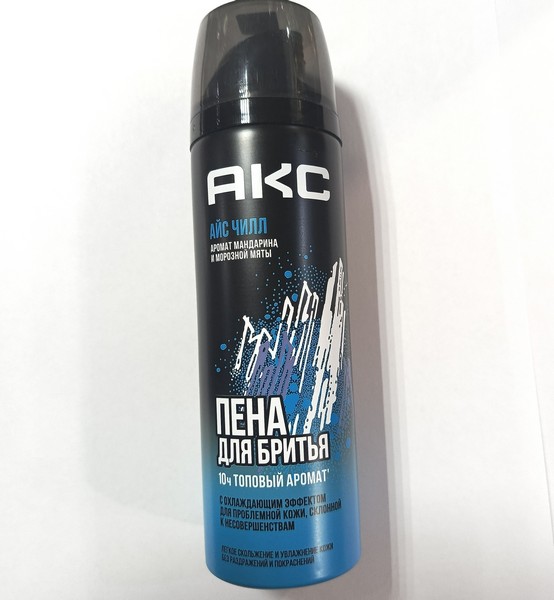 АКС
АЙС ЧИЛЛ
АРОМАТ МАНДАРИНА
И МОРОЗНОЙ МЯТЫ
ПЕНА
ДЛЯ БРИТЬЯ
10ч ТОПОВЫЙ АРОМАТ¹
С ОХЛАЖДАЮЩИМ ЭФФЕКТОМ
ДЛЯ ПРОБЛЕМНОЙ КОЖИ, СКЛОННОЙ
К НЕСОВЕРШЕНСТВАМ
ЛЕГКОЕ СКОЛЬЖЕНИЕ И УВЛАЖНЕНИЕ КОЖИ
БЕЗ РАЗДРАЖЕНИЙ И ПОКРАСНЕНИЙ